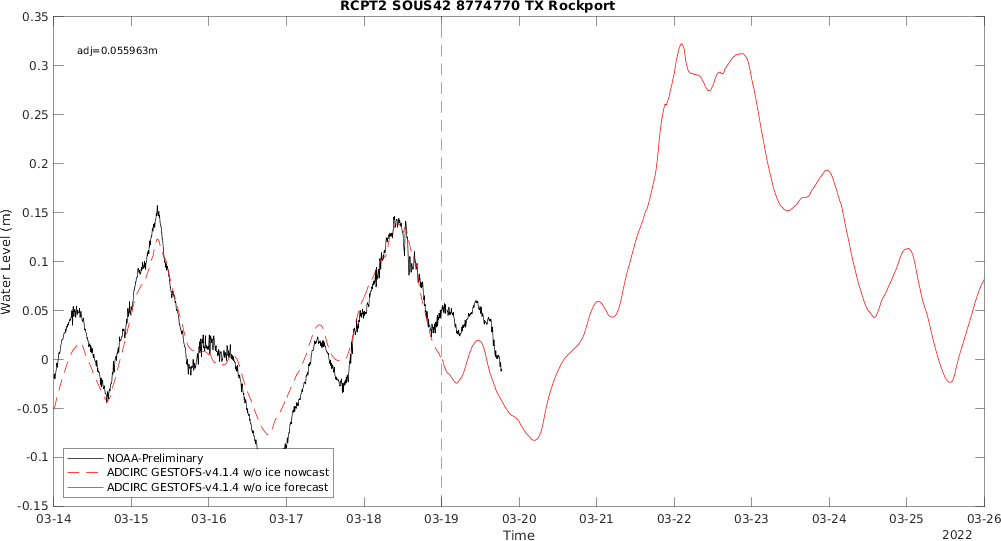 RCPT2 SOUS42 8774770 TX Rockport
0.35
adj=0.055963m
0.3
0.25
0.2
0.15
0.1
0.05
0
-0.05
-0.1
-0.15
Water Level (m)
NOAA-Preliminary
ADCIRC GESTOFS-v4.1.4 w/o ice nowcast
ADCIRC GESTOFS-v4.1.4 w/o ice forecast
03-14 03-15 03-16 03-17 03-18 03-19 03-20 03-21 03-22 03-23 03-24 03-25 03-26
Time
2022